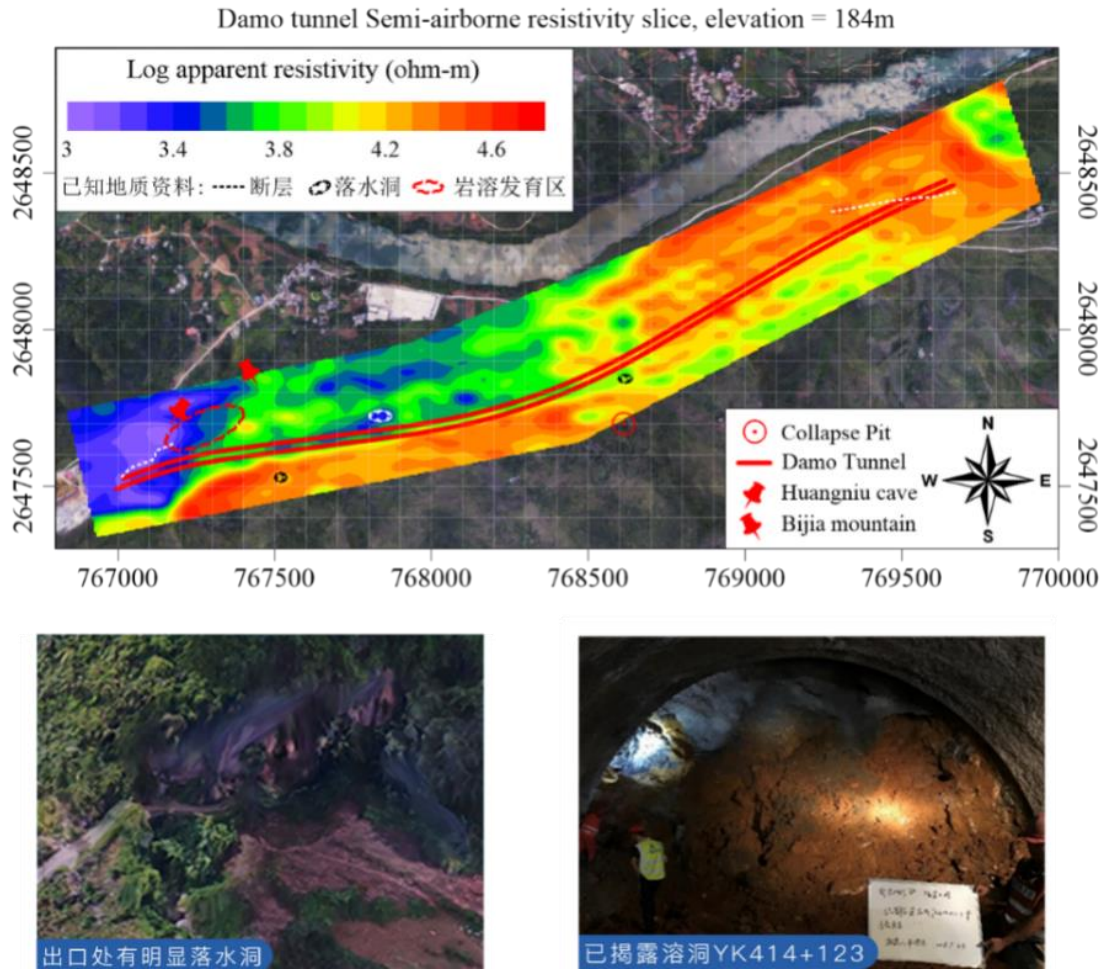 Damo tunnel Semi-airborne resistivity slice, elevation = 184m
Log apparent resistivity (ohm-m)
3 3.4 3.8 4.2 4.6
已知地质资料: 断层 落水洞 岩溶发育区
2648500
2648000
2647500
2648500
2648000
2647500
Collapse Pit
Damo Tunnel
Huangniu cave
Bijia mountain
N
W E
S
767000 767500 768000 768500 769000 769500 770000
出口处有明显落水洞
已揭露溶洞YK414+123